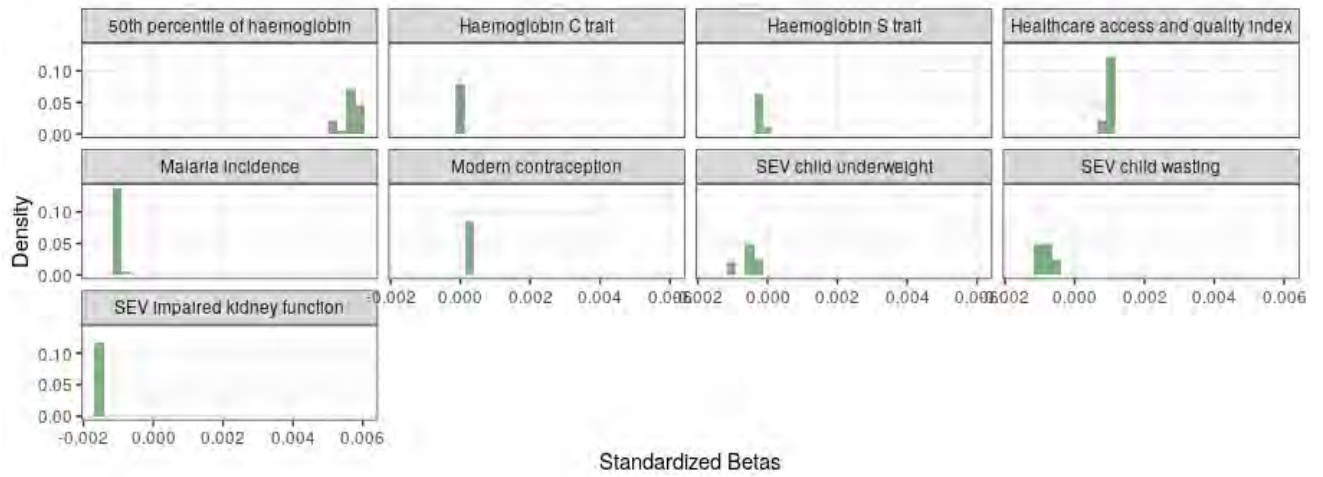 50th percentile of haemoglobin Haemoglobin C trait Haemoglobin S trait Healthcare access and quality index
0.10
0.05
0.00
Malaria incidence Modern contraception SEV child underweight SEV child wasting
0.10
0.05
0.00
Density
SEV impaired kidney function
0.002 0.000 0.002 0.004 0.002 0.000 0.002 0.004 0.002 0.000 0.002 0.004 0.006
0.10
0.05
0.00
-0.002 0.000 0.002 0.004 0.006
Standardized Betas